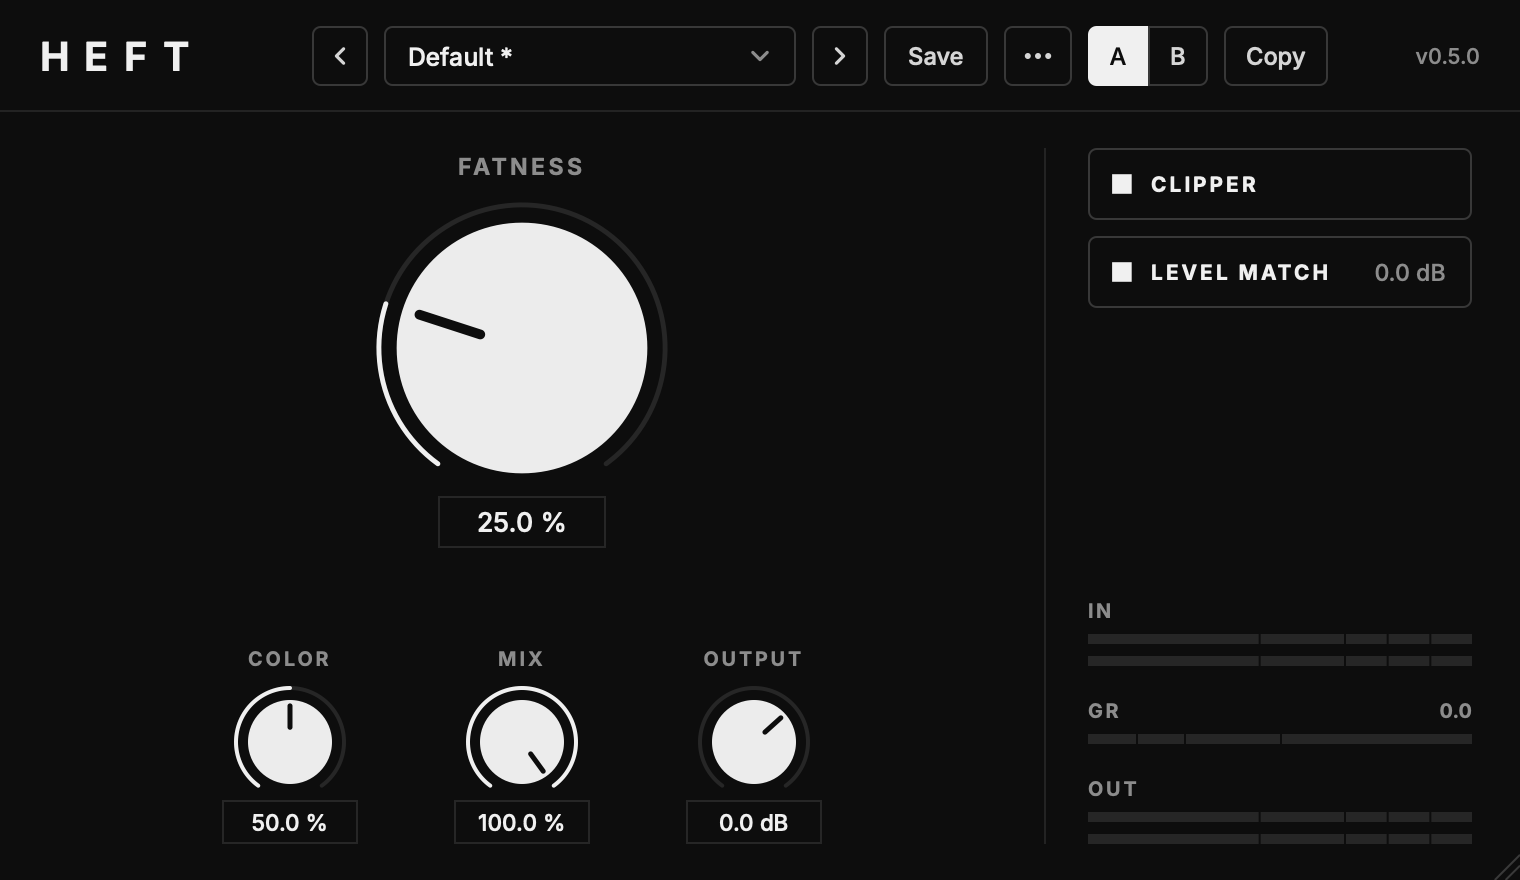 HEFT
Default *
Save
•••
A
B
Copy
v0.5.0
FATNESS
25.0 %
COLOR
50.0 %
MIX
100.0 %
OUTPUT
0.0 dB
CLIPPER
LEVEL MATCH 0.0 dB
IN
GR 0.0
OUT